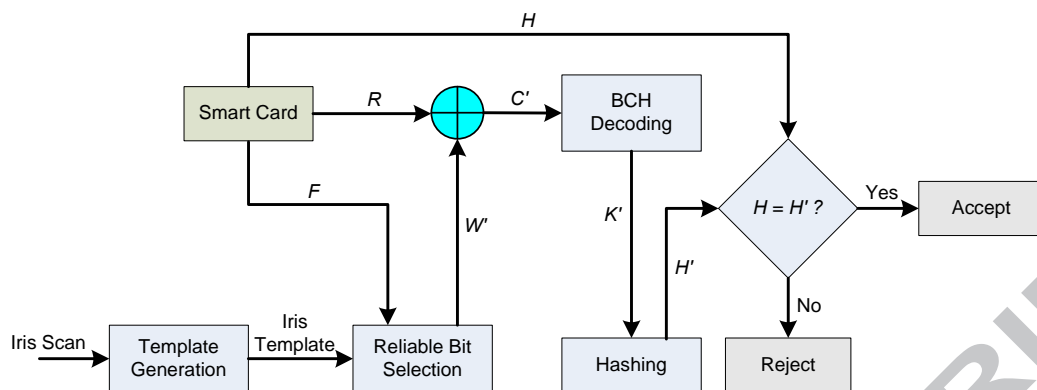 H
Smart Card
R
C'
BCH
Decoding
F
W'
K'
H'
H = H' ?
Yes
Accept
No
Iris Scan
Template
Generation
Iris
Template
Reliable Bit
Selection
Hashing
Reject